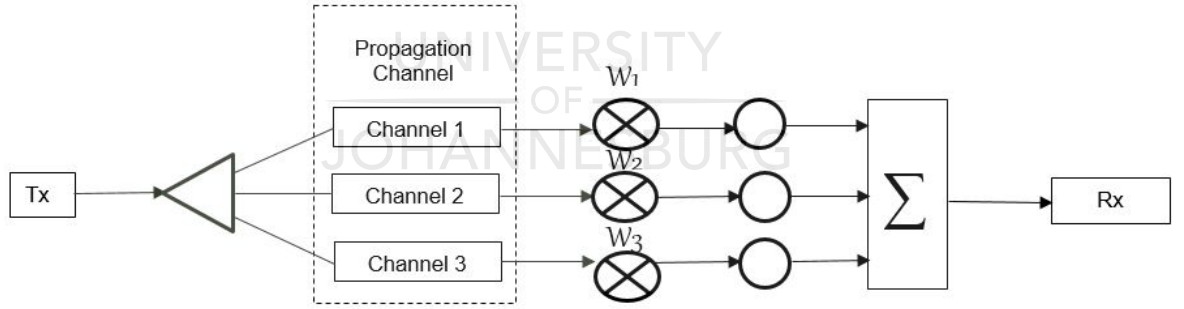 UNIVERSITY
OF
JOHANNESBURG
Propagation
Channel
Tx
Channel 1
Channel 2
Channel 3
W1
W2
W3
Σ
Rx